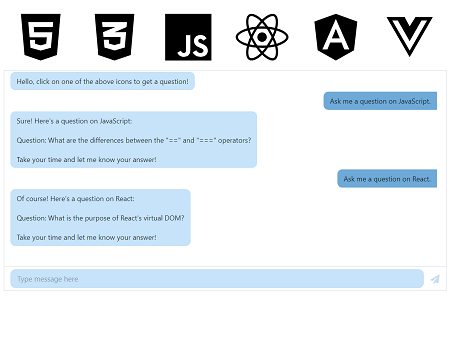 5 3 JS A
Hello, click on one of the above icons to get a question!
Ask me a question on JavaScript.
Sure! Here's a question on JavaScript:
Question: What are the differences between the "==" and "===" operators?
Take your time and let me know your answer!
Ask me a question on React.
Of course! Here's a question on React:
Question: What is the purpose of React's virtual DOM?
Take your time and let me know your answer!
Type message here